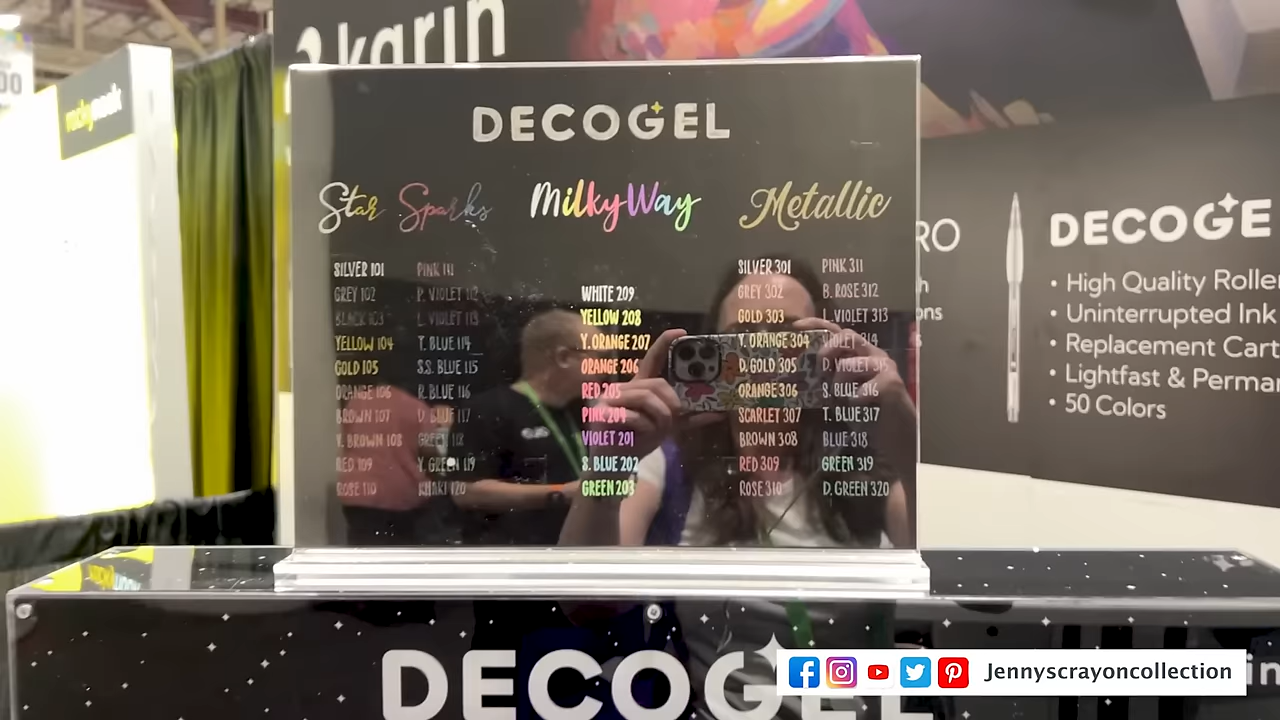 karin
DECOGEL
Star Sparks
MilkyWay
Metallic
SILVER 101
GREY 102
BLACK 103
YELLOW 104
GOLD 105
ORANGE 106
BROWN 107
Y. BROWN 108
RED 109
ROSE 110
PINK 111
P. VIOLET 112
L. VIOLET 113
T. BLUE 114
S.S. BLUE 115
R. BLUE 116
D. BLUE 117
GREEN 118
Y. GREEN 119
KHAKI 120
WHITE 209
YELLOW 208
Y. ORANGE 207
ORANGE 206
RED 205
PINK 204
VIOLET 201
S. BLUE 202
GREEN 203
SILVER 301
GREY 302
GOLD 303
Y. ORANGE 304
D. GOLD 305
ORANGE 306
SCARLET 307
BROWN 308
RED 309
ROSE 310
PINK 311
B. ROSE 312
L. VIOLET 313
VIOLET 314
D. VIOLET 315
S. BLUE 316
T. BLUE 317
BLUE 318
GREEN 319
D. GREEN 320
RO
DECOGE
• High Quality Roller
• Uninterrupted Ink
• Replacement Cart
• Lightfast & Perma
• 50 Colors
DECOGEL
Jennyscrayoncollection